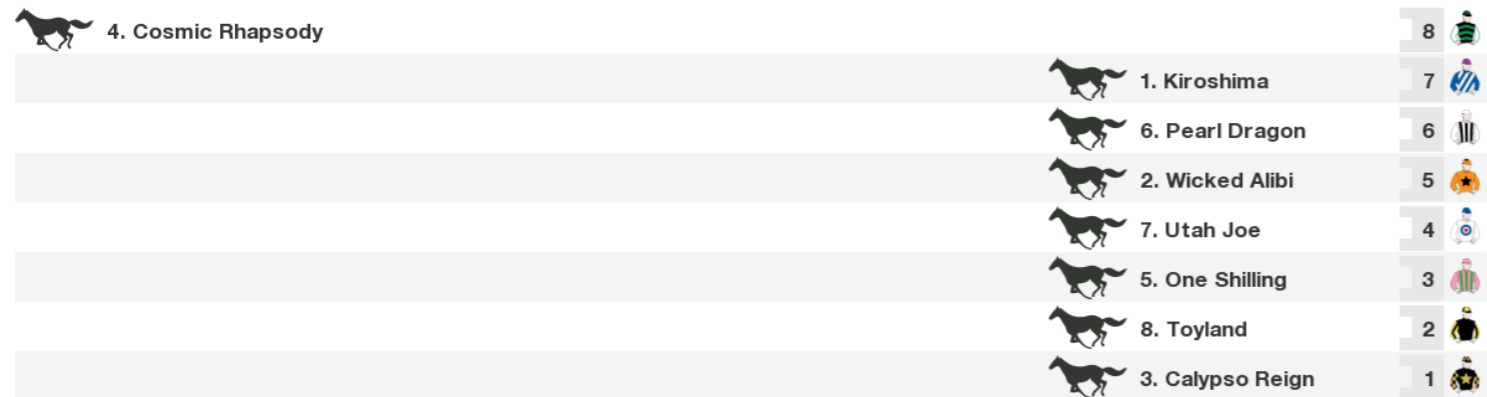 4. Cosmic Rhapsody 8
1. Kiroshima 7
6. Pearl Dragon 6
2. Wicked Alibi 5
7. Utah Joe 4
5. One Shilling 3
8. Toyland 2
3. Calypso Reign 1